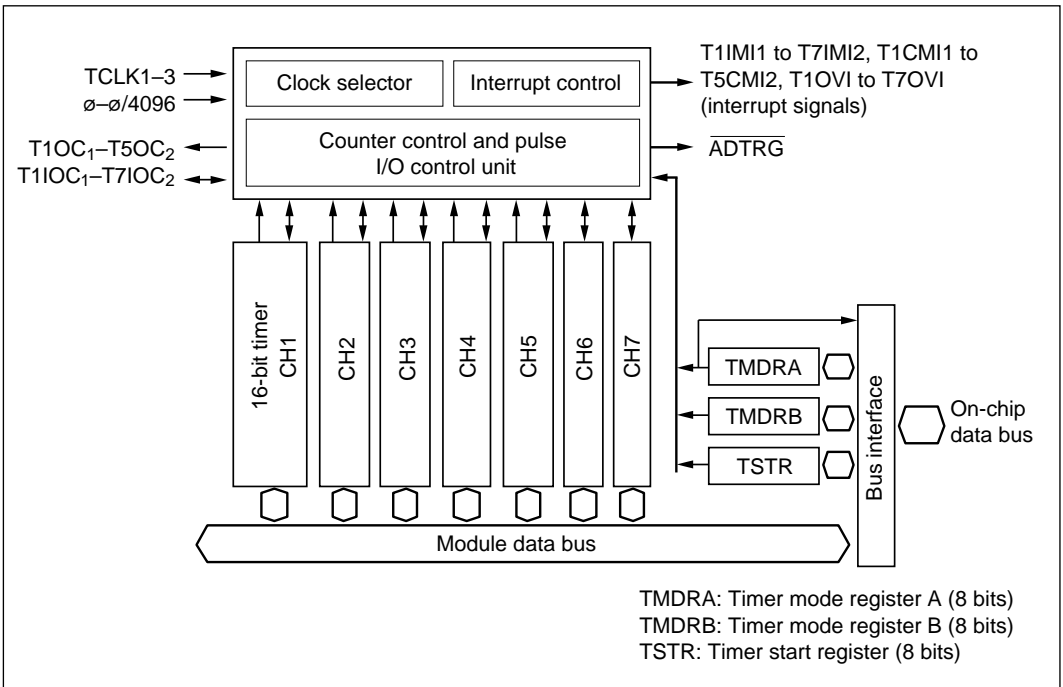 TCLK1–3
ø–ø/4096
T1OC₁–T5OC₂
T1IOC₁–T7IOC₂
Clock selector
Interrupt control
Counter control and pulse
I/O control unit
T1IMI1 to T7IMI2, T1CMI1 to
T5CMI2, T1OVI to T7OVI
(interrupt signals)
ADTRG
16-bit timer
CH1
CH2
CH3
CH4
CH5
CH6
CH7
TMDRA
TMDRB
TSTR
Bus interface
On-chip
data bus
Module data bus
TMDRA: Timer mode register A (8 bits)
TMDRB: Timer mode register B (8 bits)
TSTR: Timer start register (8 bits)